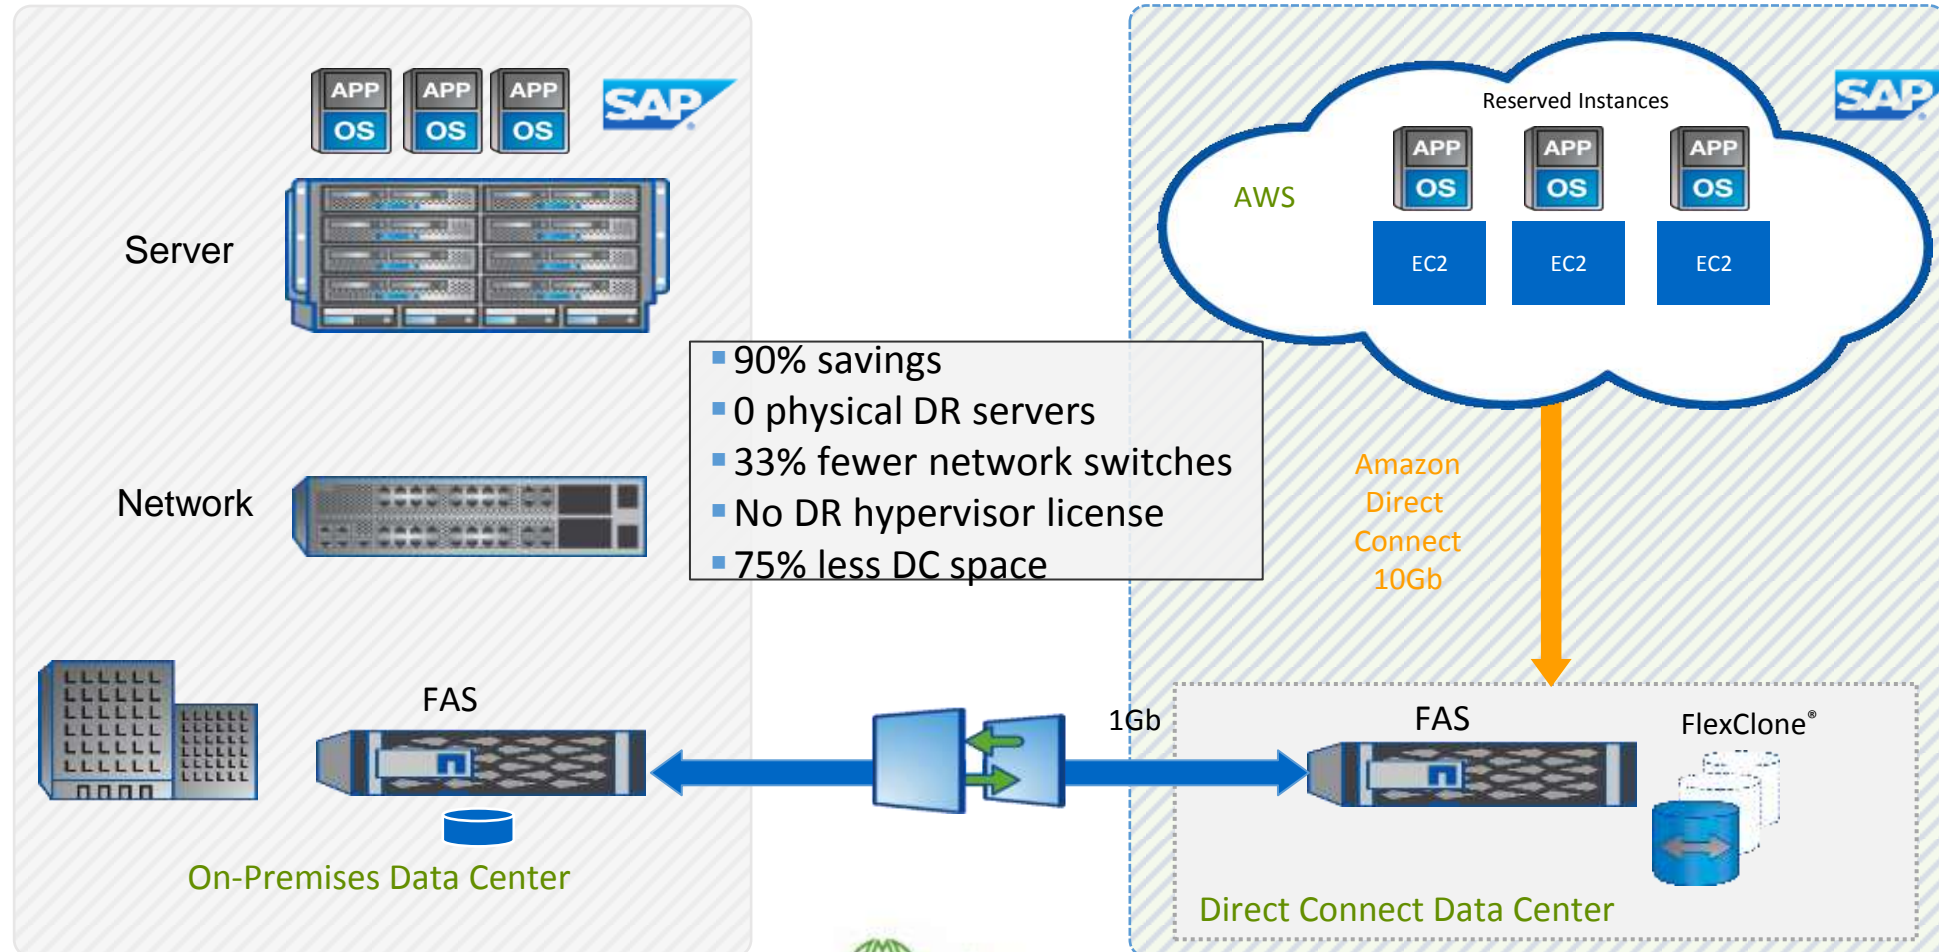 APP
OS
APP
OS
APP
OS
SAP
Server
Network
FAS
On-Premises Data Center
90% savings
0 physical DR servers
33% fewer network switches
No DR hypervisor license
75% less DC space
Reserved Instances
SAP
APP
OS
APP
OS
APP
OS
AWS
EC2
EC2
EC2
Amazon
Direct
Connect
10Gb
1Gb
FAS
FlexClone®
Direct Connect Data Center